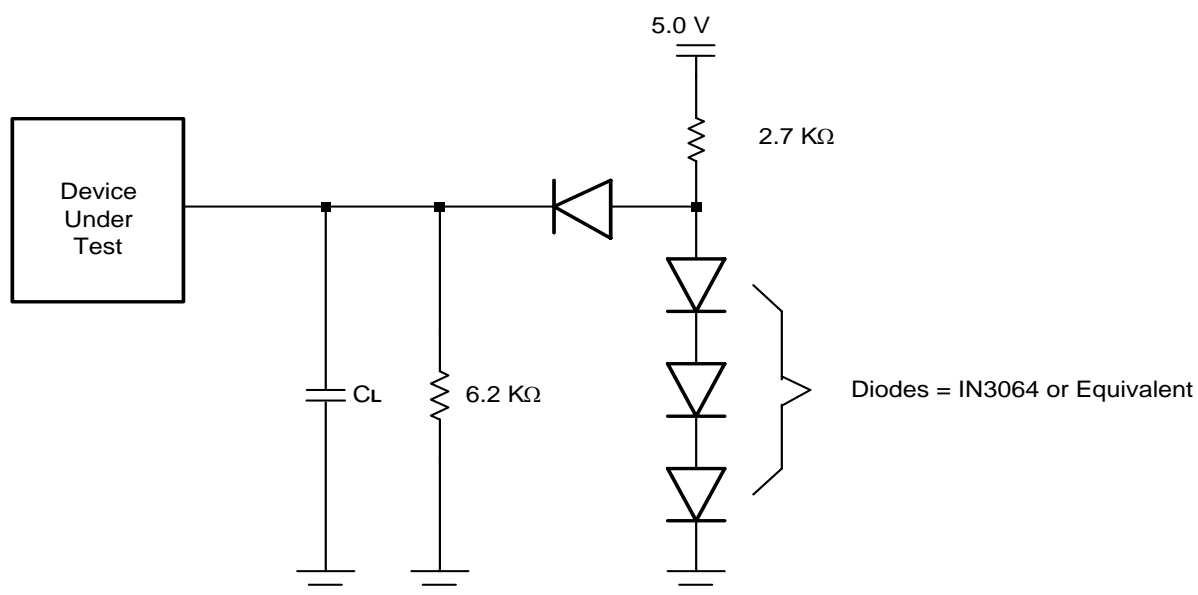 5.0 V
2.7 KΩ
Device
Under
Test
CL
6.2 KΩ
Diodes = IN3064 or Equivalent